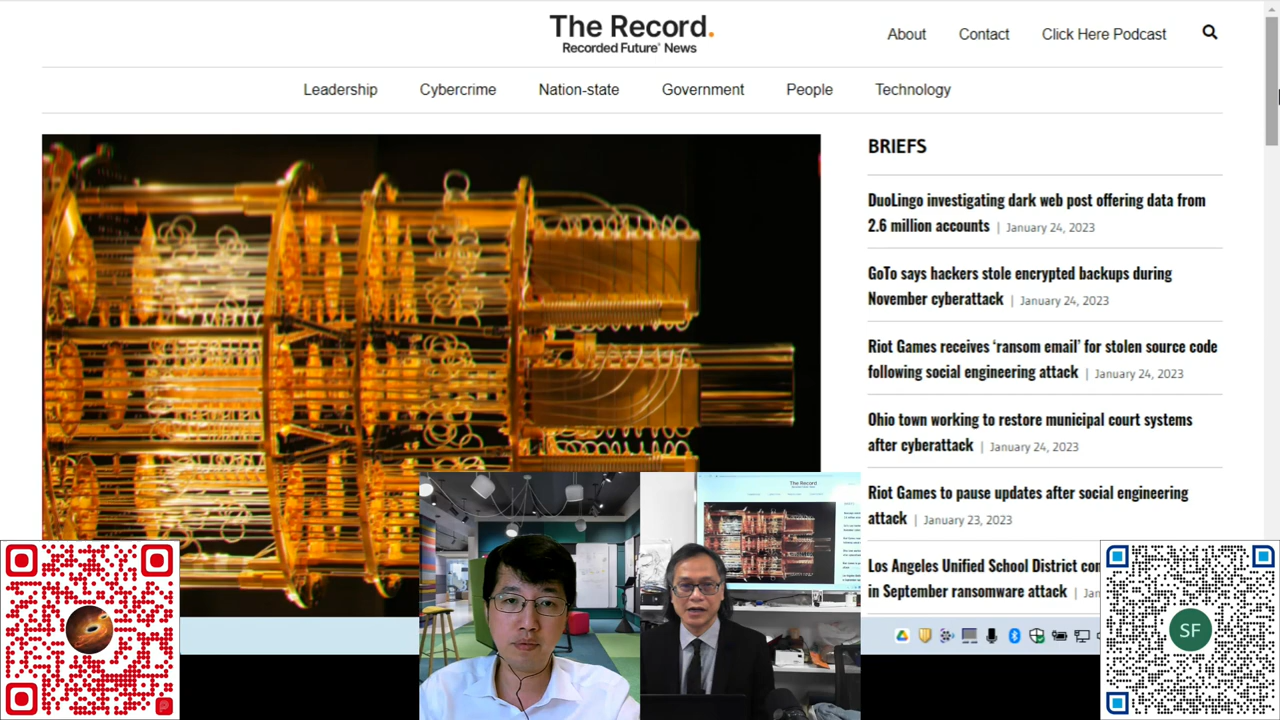 The Record.
Recorded Future® News
About
Contact
Click Here Podcast
Leadership
Cybercrime
Nation-state
Government
People
Technology
BRIEFS
DuoLingo investigating dark web post offering data from
2.6 million accounts | January 24, 2023
GoTo says hackers stole encrypted backups during
November cyberattack | January 24, 2023
Riot Games receives ‘ransom email’ for stolen source code
following social engineering attack | January 24, 2023
Ohio town working to restore municipal court systems
after cyberattack | January 24, 2023
Riot Games to pause updates after social engineering
attack | January 23, 2023
Los Angeles Unified School District
in September ransomware attack |
The Record
SF